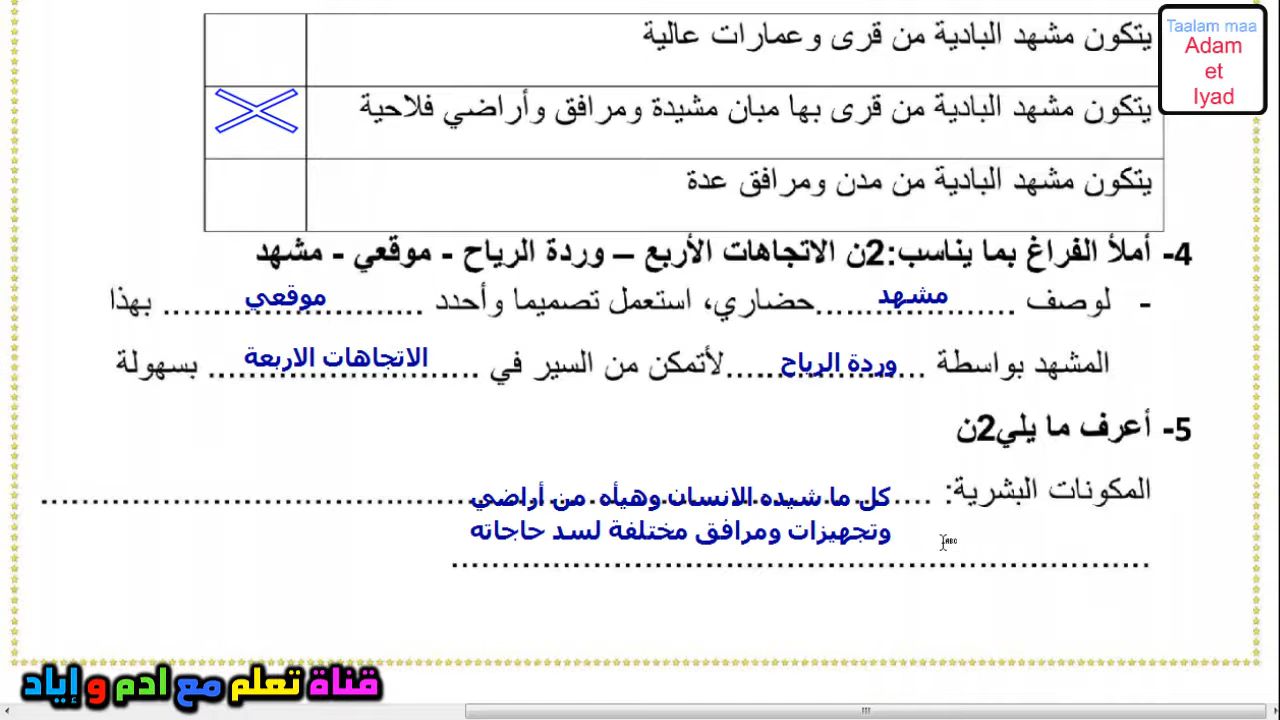 Taalam maa
Adam
et
Iyad
يتكون مشهد البادية من قرى وعمارات عالية
يتكون مشهد البادية من قرى بها مبان مشيدة ومرافق وأراضي فلاحية
يتكون مشهد البادية من مدن ومرافق عدة
4- أملأ الفراغ بما يناسب:2ن الاتجاهات الأربع – وردة الرياح - موقعي - مشهد
- لوصف ..........مشهد..........حضاري، استعمل تصميما وأحدد ..........موقعي.......... بهذا
المشهد بواسطة ..........وردة الرياح..........لأتمكن من السير في ..........الاتجاهات الاربعة.......... بسهولة
5- أعرف ما يلي2ن
المكونات البشرية: كل ما شيده الانسان وهيأه من أراضي
وتجهيزات ومرافق مختلفة لسد حاجاته
ABC
قناة تعلم مع ادم و إياد